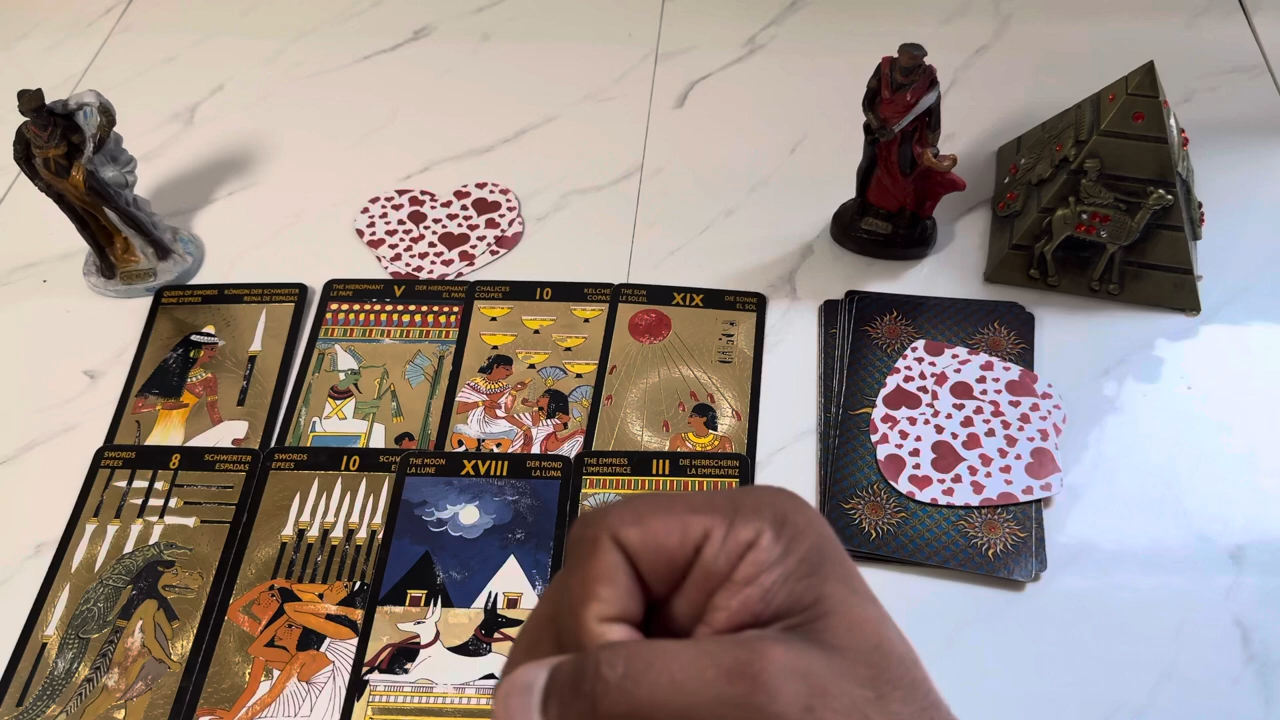 QUEEN OF SWORDS KÖNIGIN DER SCHWERTER
REINE D'EPEES REINA DE ESPADAS
THE HIEROPHANT V DER HIEROPHANT
LE PAPE EL PAPA
CHALICES 10 KELCHE
COUPES COPAS
THE SUN XIX DIE SONNE
LE SOLEIL EL SOL
SWORDS 8 SCHWERTER
EPEES ESPADAS
SWORDS 10
EPEES
THE MOON XVIII DER MOND
LA LUNE LA LUNA
THE EMPRESS III DIE HERRSCHERIN
L'IMPERATRICE LA EMPERATRIZ